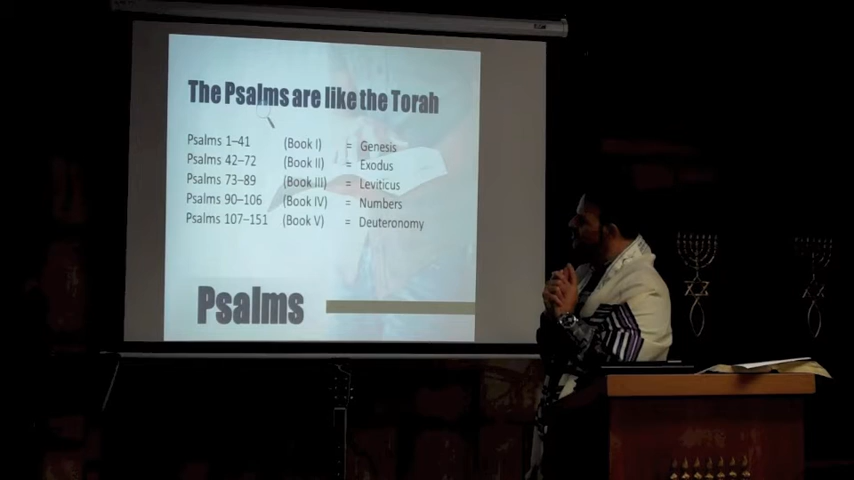 The Psalms are like the Torah
Psalms 1–41 (Book I) = Genesis
Psalms 42–72 (Book II) = Exodus
Psalms 73–89 (Book III) = Leviticus
Psalms 90–106 (Book IV) = Numbers
Psalms 107–151 (Book V) = Deuteronomy
Psalms